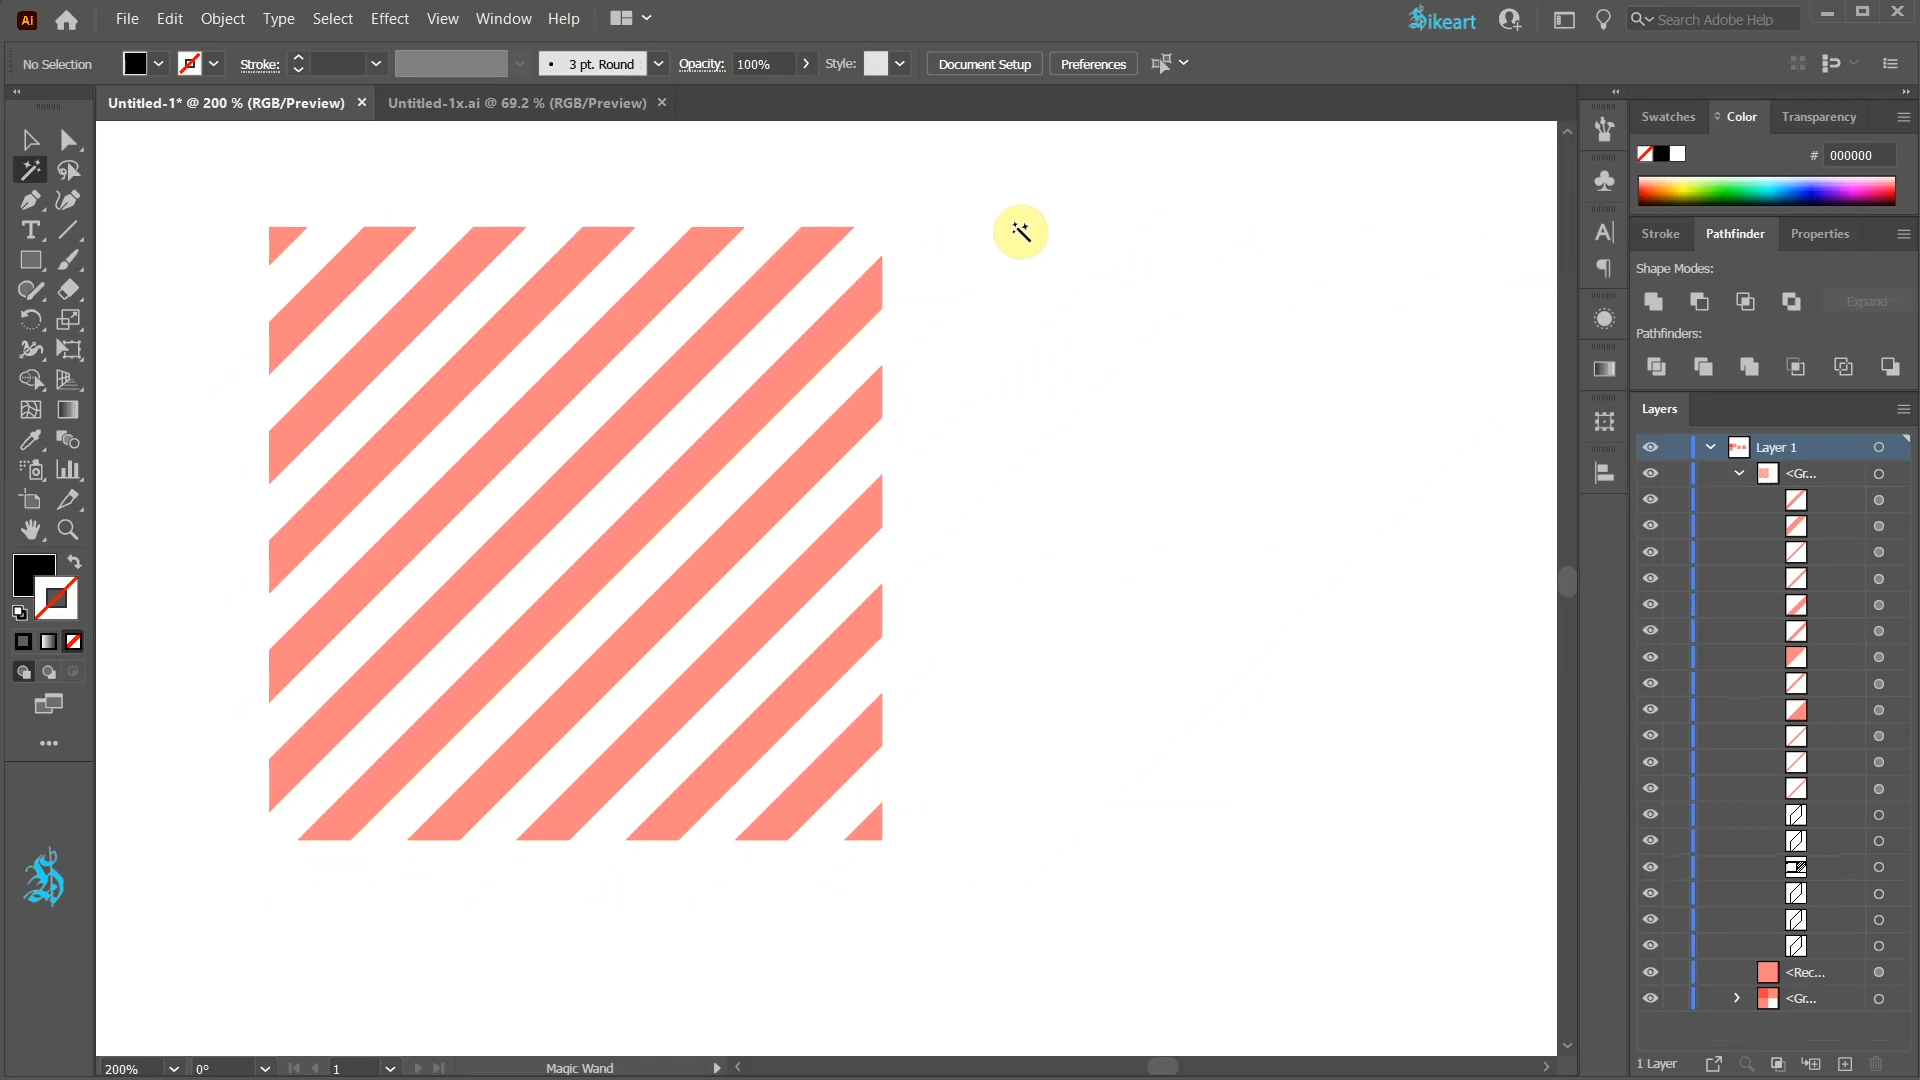 Ai File Edit Object Type Select Effect View Window Help
Sikeart Search Adobe Help
No Selection Stroke: 3 pt. Round Opacity: 100% Style: Document Setup Preferences
Untitled-1* @ 200 % (RGB/Preview) Untitled-1x.ai @ 69.2 % (RGB/Preview)
Swatches Color Transparency
# 000000
Stroke Pathfinder Properties
Shape Modes:
Expand
Pathfinders:
Layers
Layer 1
<Gr...
<Rec...
<Gr...
1 Layer
200% 0° 1 Magic Wand